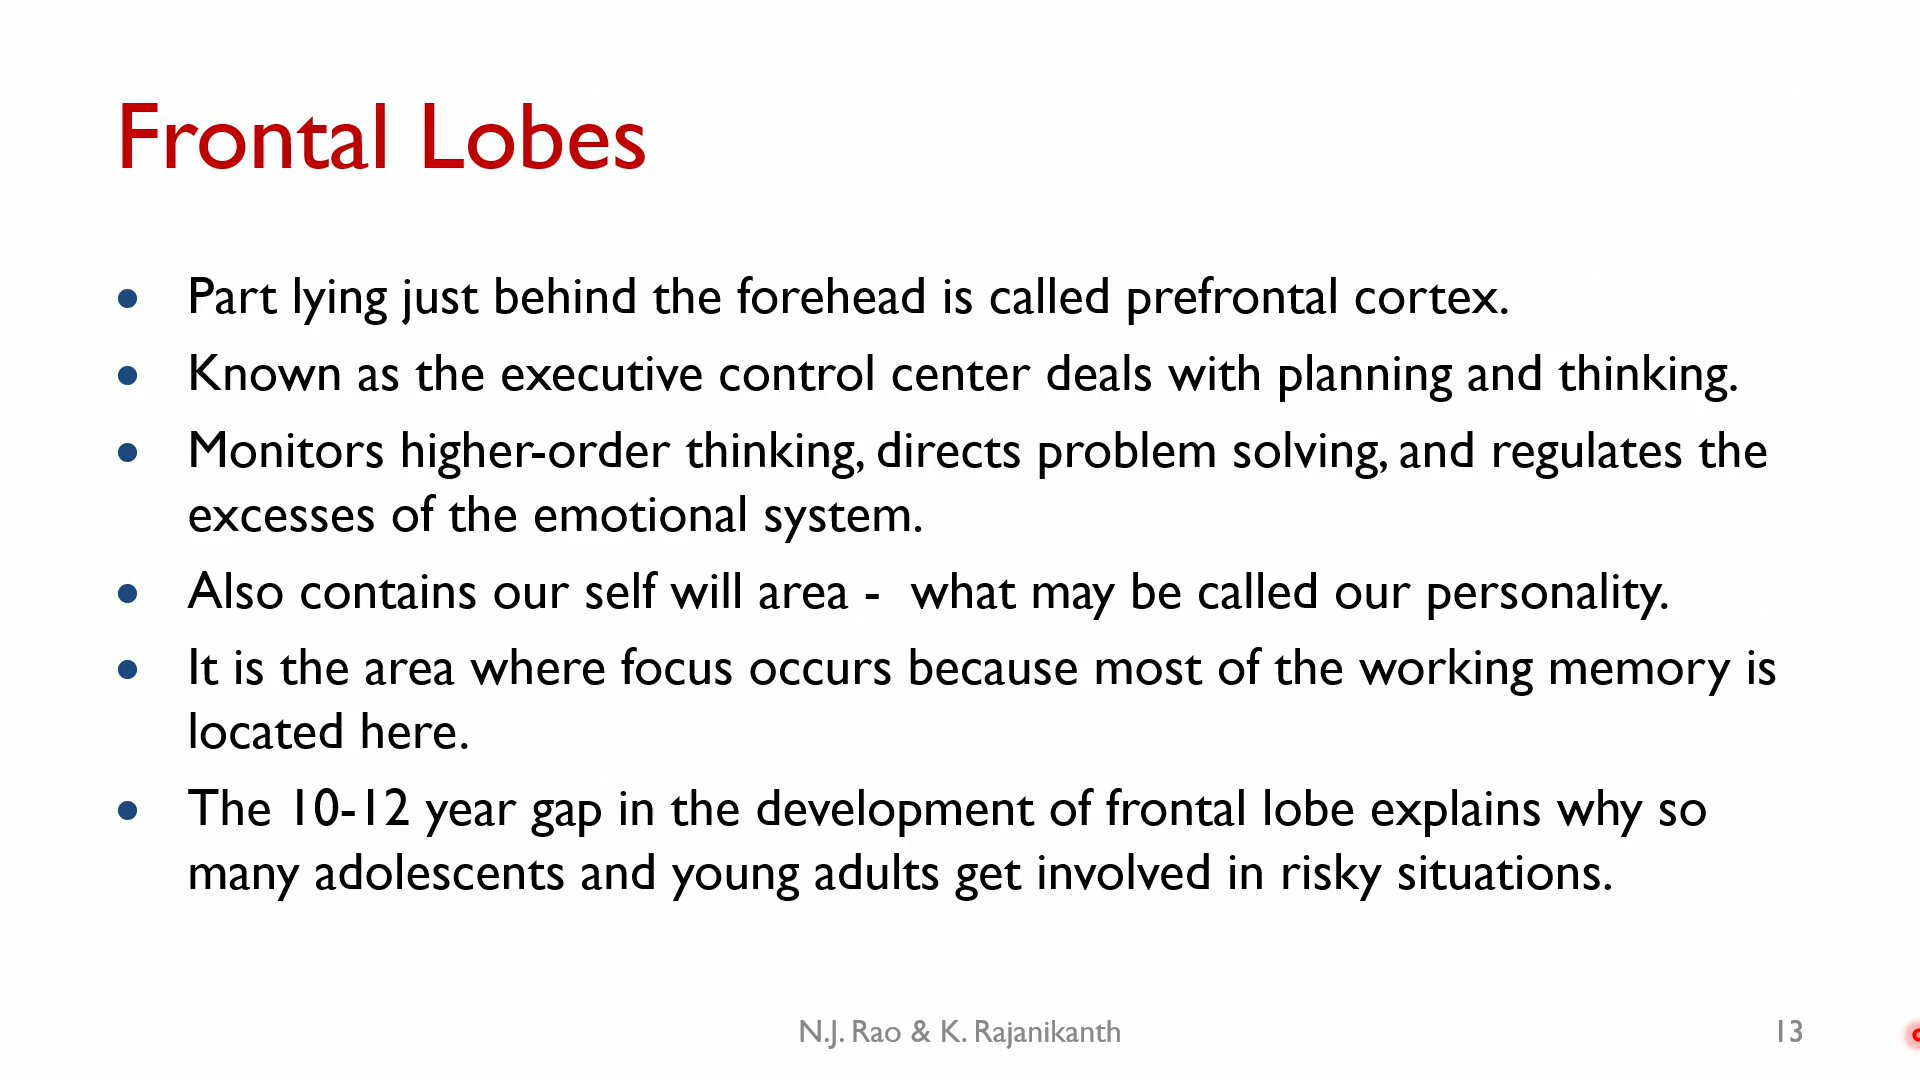 Frontal Lobes
• Part lying just behind the forehead is called prefrontal cortex.
• Known as the executive control center deals with planning and thinking.
• Monitors higher-order thinking, directs problem solving, and regulates the
excesses of the emotional system.
• Also contains our self will area -  what may be called our personality.
• It is the area where focus occurs because most of the working memory is
located here.
• The 10-12 year gap in the development of frontal lobe explains why so
many adolescents and young adults get involved in risky situations.
N.J. Rao & K. Rajanikanth
13